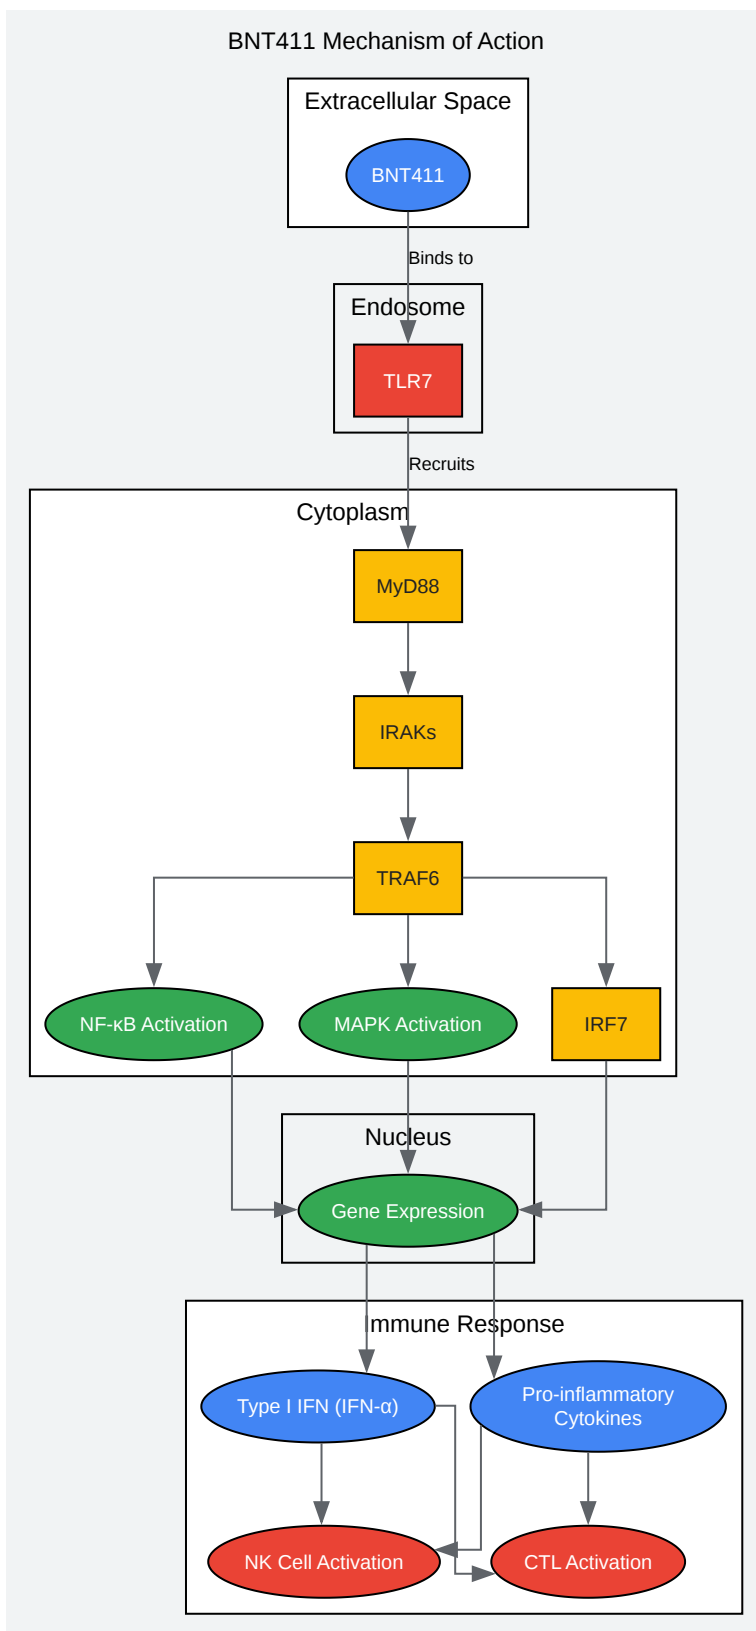 BNT411 Mechanism of Action
Extracellular Space
BNT411
Binds to
Endosome
TLR7
Recruits
Cytoplasm
MyD88
IRAKs
TRAF6
NF-κB Activation
MAPK Activation
IRF7
Nucleus
Gene Expression
Immune Response
Type I IFN (IFN-α)
Pro-inflammatory
Cytokines
NK Cell Activation
CTL Activation